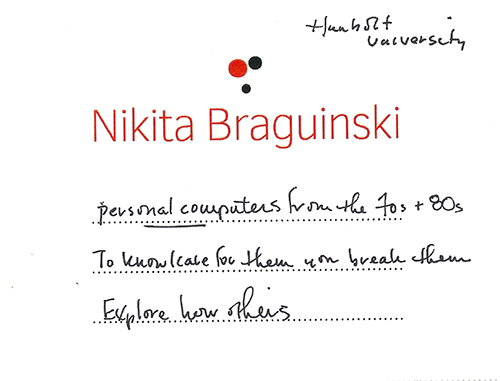 Humboldt
University
Nikita Braguinski
personal computers from the 70s + 80s
To know/care for them you break them
Explore how others